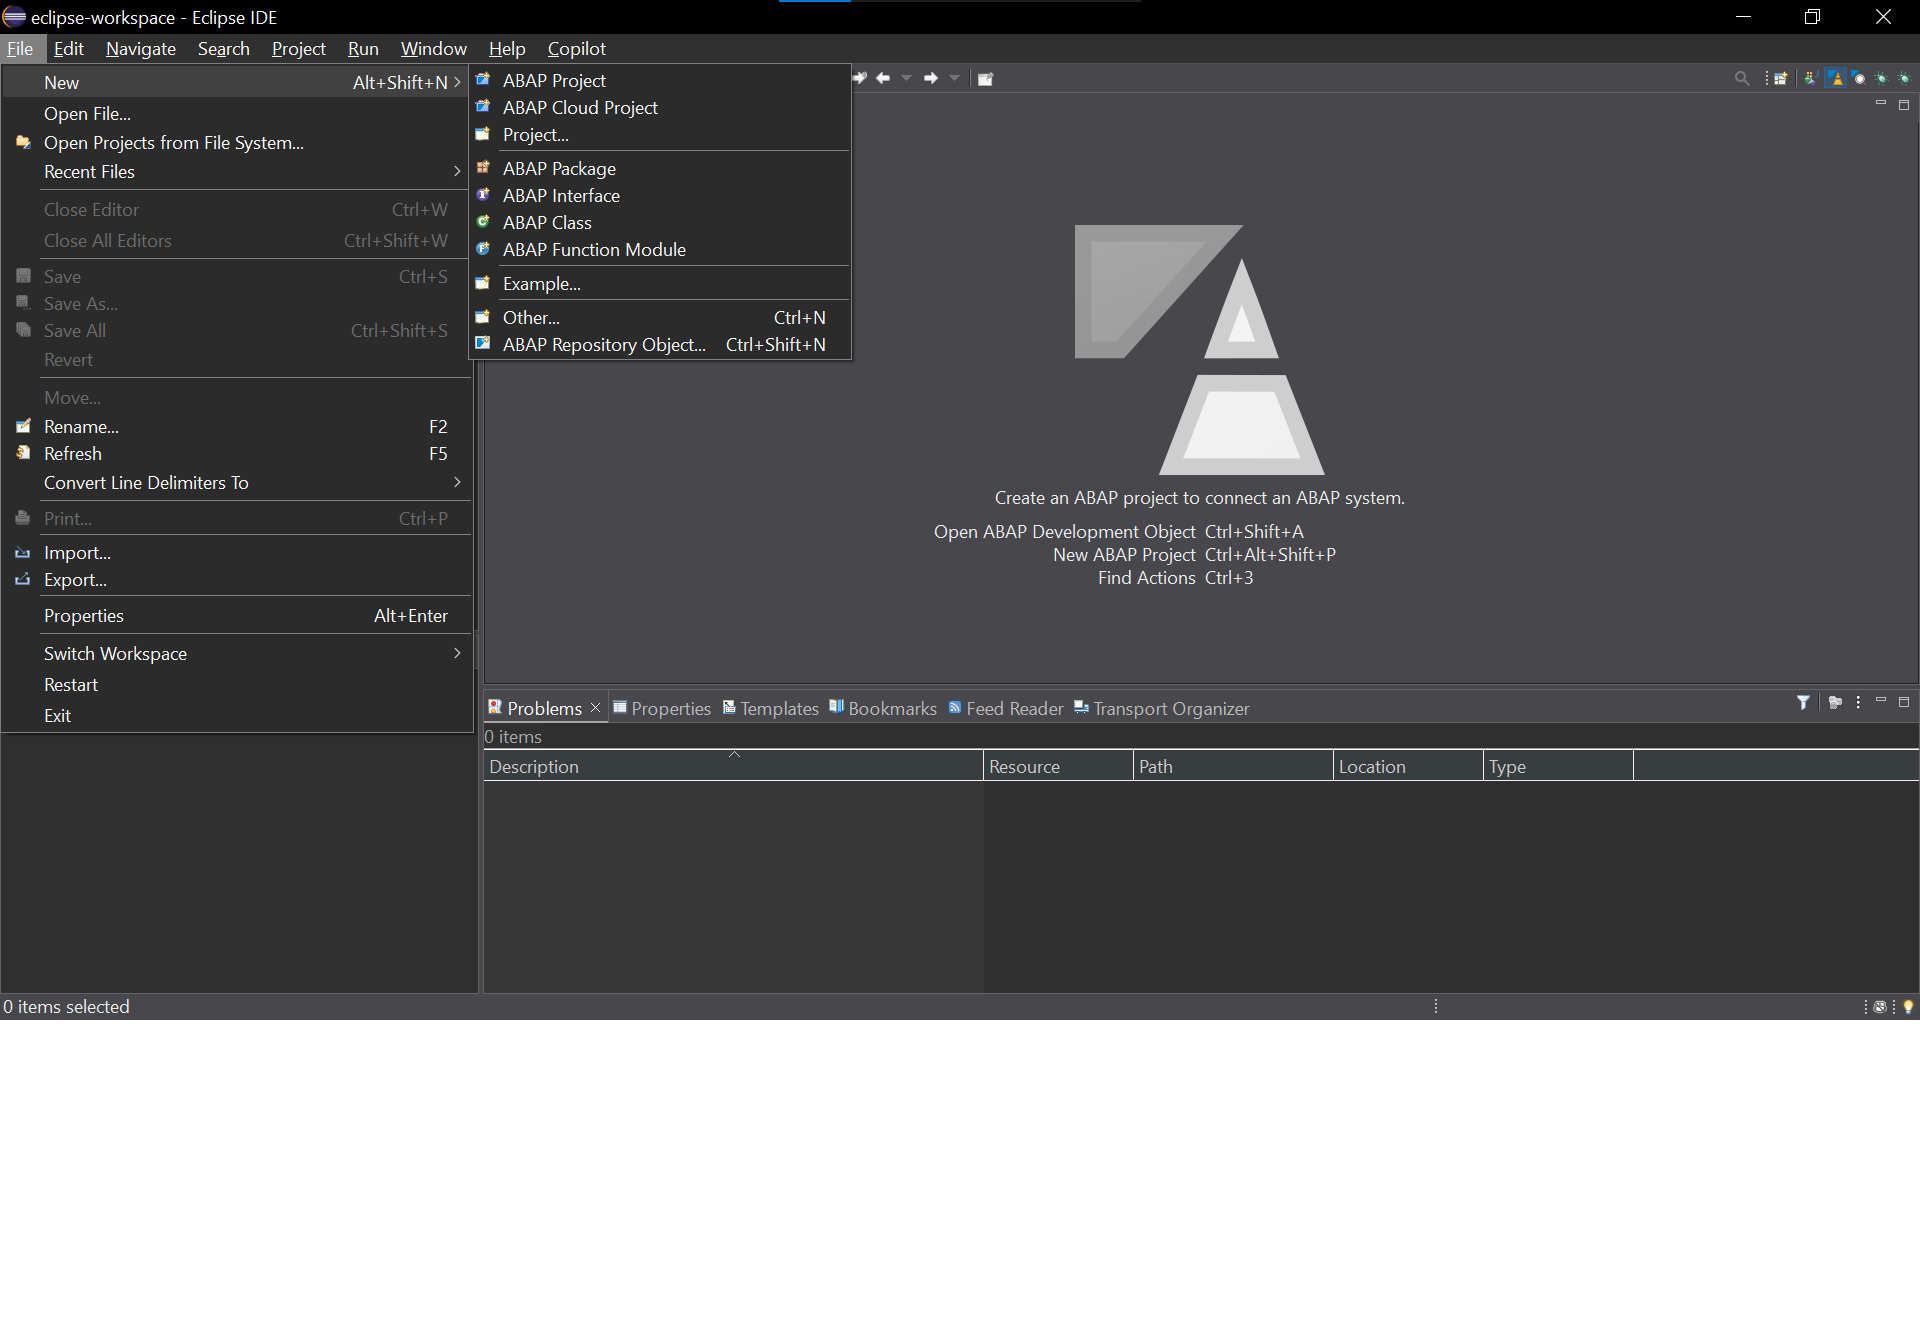 eclipse-workspace - Eclipse IDE
File Edit Navigate Search Project Run Window Help Copilot
New Alt+Shift+N
Open File...
Open Projects from File System...
Recent Files
Close Editor Ctrl+W
Close All Editors Ctrl+Shift+W
Save Ctrl+S
Save As...
Save All Ctrl+Shift+S
Revert
Move...
Rename... F2
Refresh F5
Convert Line Delimiters To
Print... Ctrl+P
Import...
Export...
Properties Alt+Enter
Switch Workspace
Restart
Exit
ABAP Project
ABAP Cloud Project
Project...
ABAP Package
ABAP Interface
ABAP Class
ABAP Function Module
Example...
Other... Ctrl+N
ABAP Repository Object... Ctrl+Shift+N
Create an ABAP project to connect an ABAP system.
Open ABAP Development Object Ctrl+Shift+A
New ABAP Project Ctrl+Alt+Shift+P
Find Actions Ctrl+3
Problems Properties Templates Bookmarks Feed Reader Transport Organizer
0 items
Description Resource Path Location Type
0 items selected